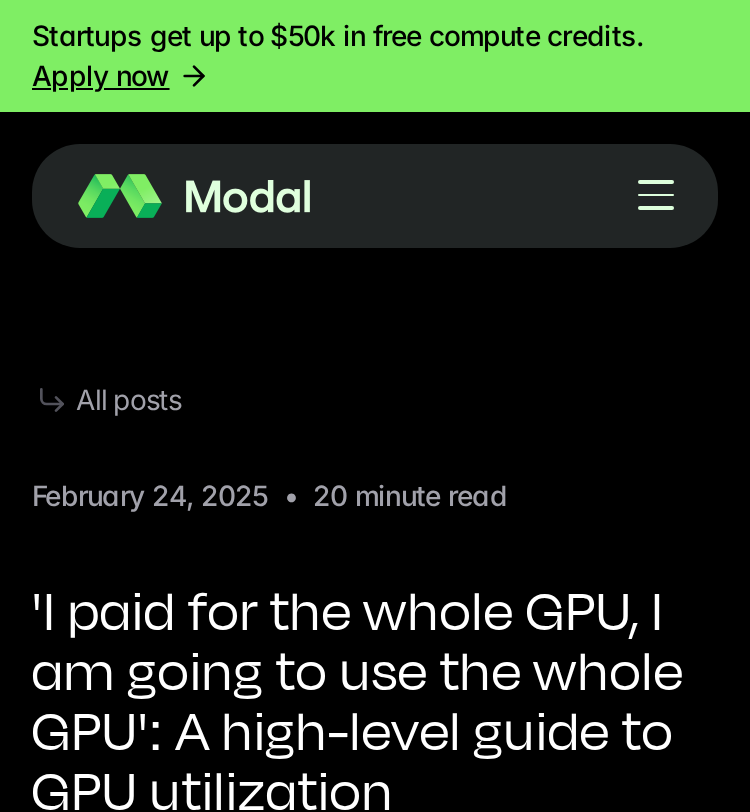 Startups get up to $50k in free compute credits.
Apply now →
Modal
All posts
February 24, 2025 • 20 minute read
'I paid for the whole GPU, I
am going to use the whole
GPU': A high-level guide to
GPU utilization